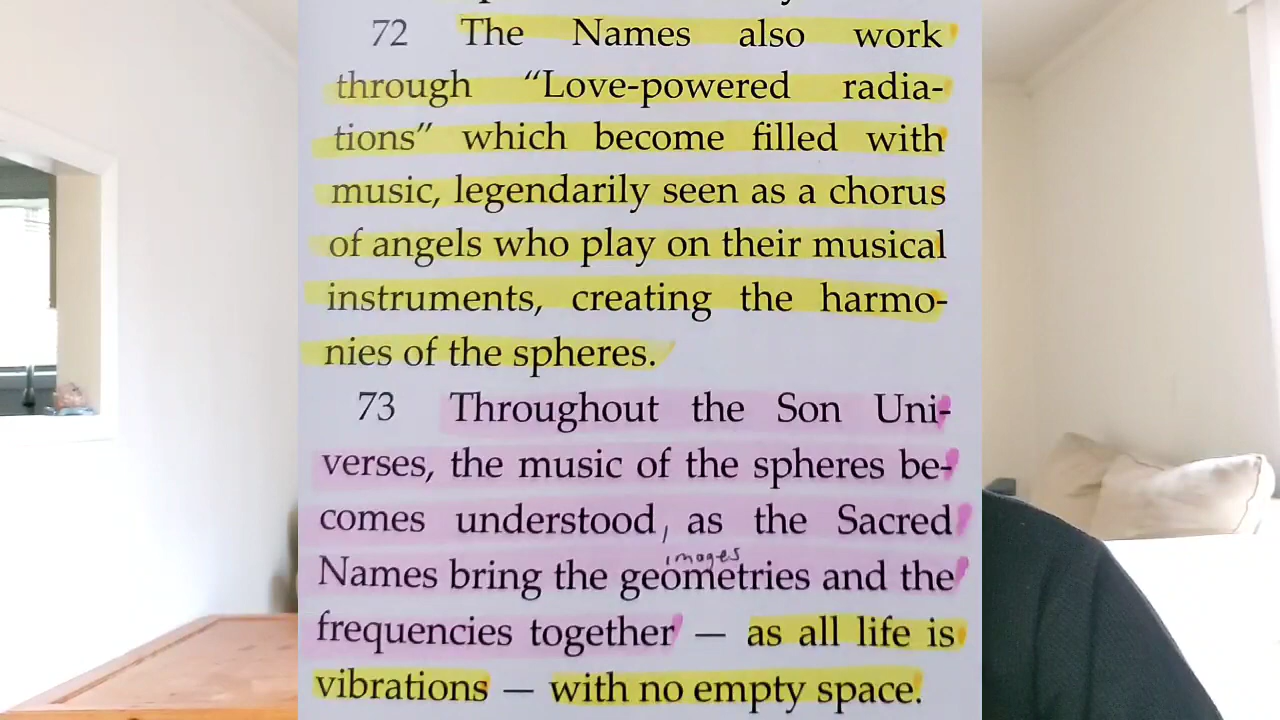 72 The Names also work
through “Love-powered radia-
tions” which become filled with
music, legendarily seen as a chorus
of angels who play on their musical
instruments, creating the harmo-
nies of the spheres.
73 Throughout the Son Uni-
verses, the music of the spheres be-
comes understood, as the Sacred
images
Names bring the geometries and the
frequencies together — as all life is
vibrations — with no empty space.